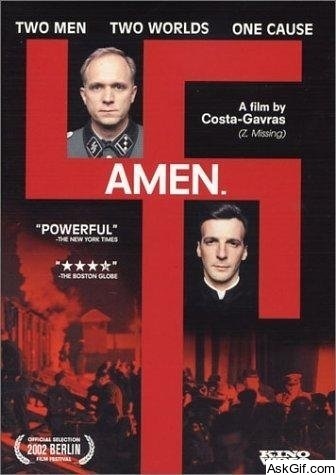 TWO MEN TWO WORLDS ONE CAUSE
A film by
Costa-Gavras
(Z, Missing)
AMEN.
"POWERFUL"
-THE NEW YORK TIMES
"★★★★"
-THE BOSTON GLOBE
OFFICIAL SELECTION
2002 BERLIN
FILM FESTIVAL
KINO
VIDEO
AskGif.com